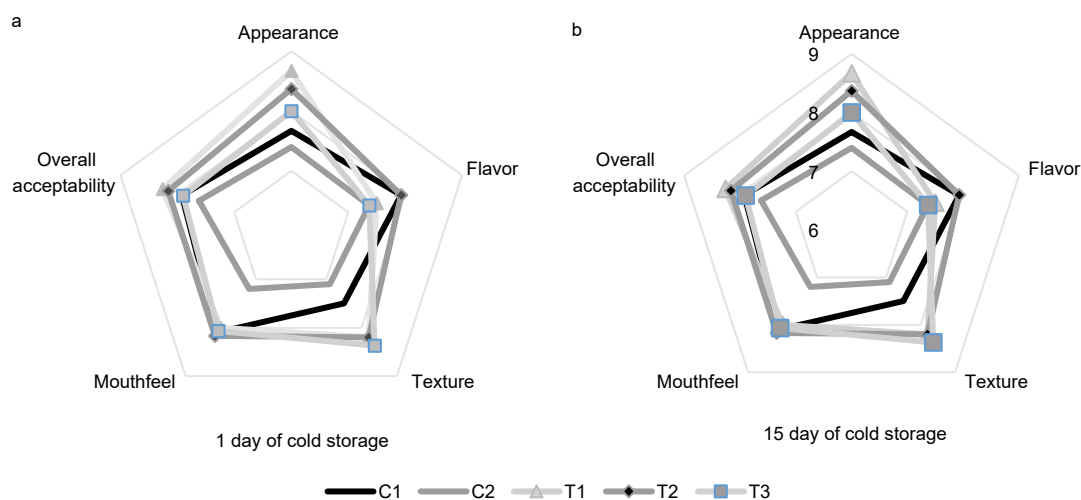 a
Appearance
Flavor
Texture
Mouthfeel
Overall
acceptability
1 day of cold storage
b
Appearance
9
8
7
6
Flavor
Texture
Mouthfeel
Overall
acceptability
15 day of cold storage
C1 C2 T1 T2 T3